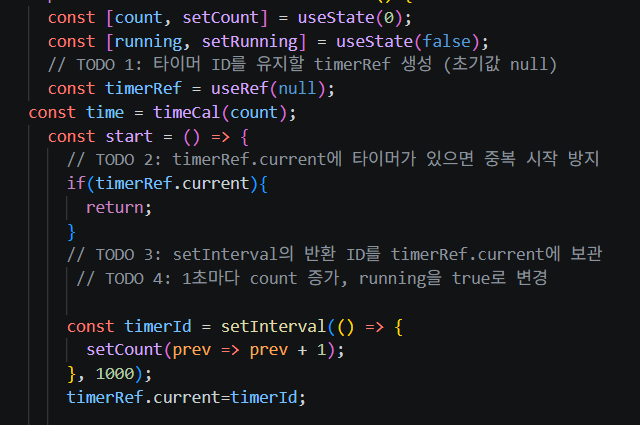 const [count, setCount] = useState(0);
const [running, setRunning] = useState(false);
// TODO 1: 타이머 ID를 유지할 timerRef 생성 (초기값 null)
const timerRef = useRef(null);
const time = timeCal(count);
const start = () => {
// TODO 2: timerRef.current에 타이머가 있으면 중복 시작 방지
if(timerRef.current){
return;
}
// TODO 3: setInterval의 반환 ID를 timerRef.current에 보관
// TODO 4: 1초마다 count 증가, running을 true로 변경
const timerId = setInterval(() => {
setCount(prev => prev + 1);
}, 1000);
timerRef.current=timerId;